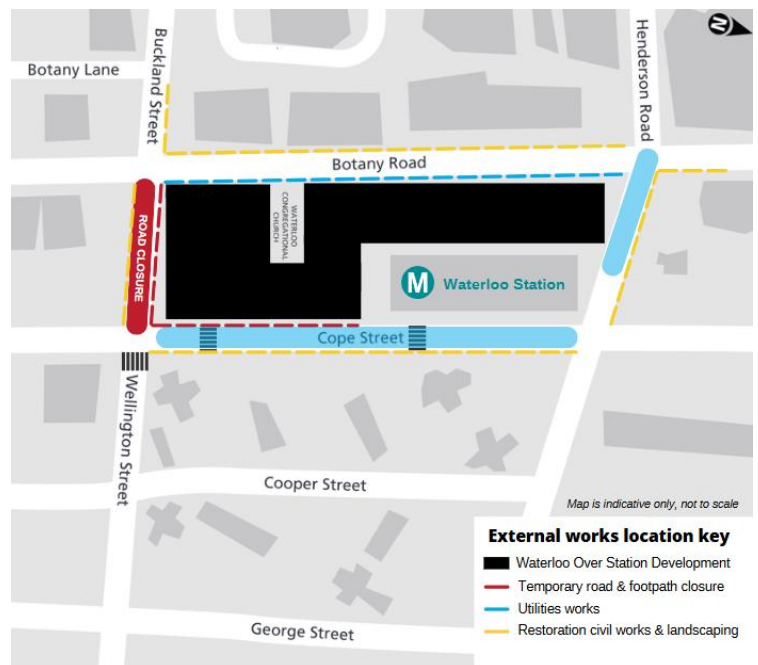 N
Botany Lane
Buckland Street
Henderson Road
Botany Road
WATERLOO
CONGREGATIONAL
CHURCH
ROAD CLOSURE
M
Waterloo Station
Cope Street
Wellington Street
Cooper Street
Map is indicative only, not to scale
External works location key
Waterloo Over Station Development
Temporary road & footpath closure
Utilities works
Restoration civil works & landscaping
George Street